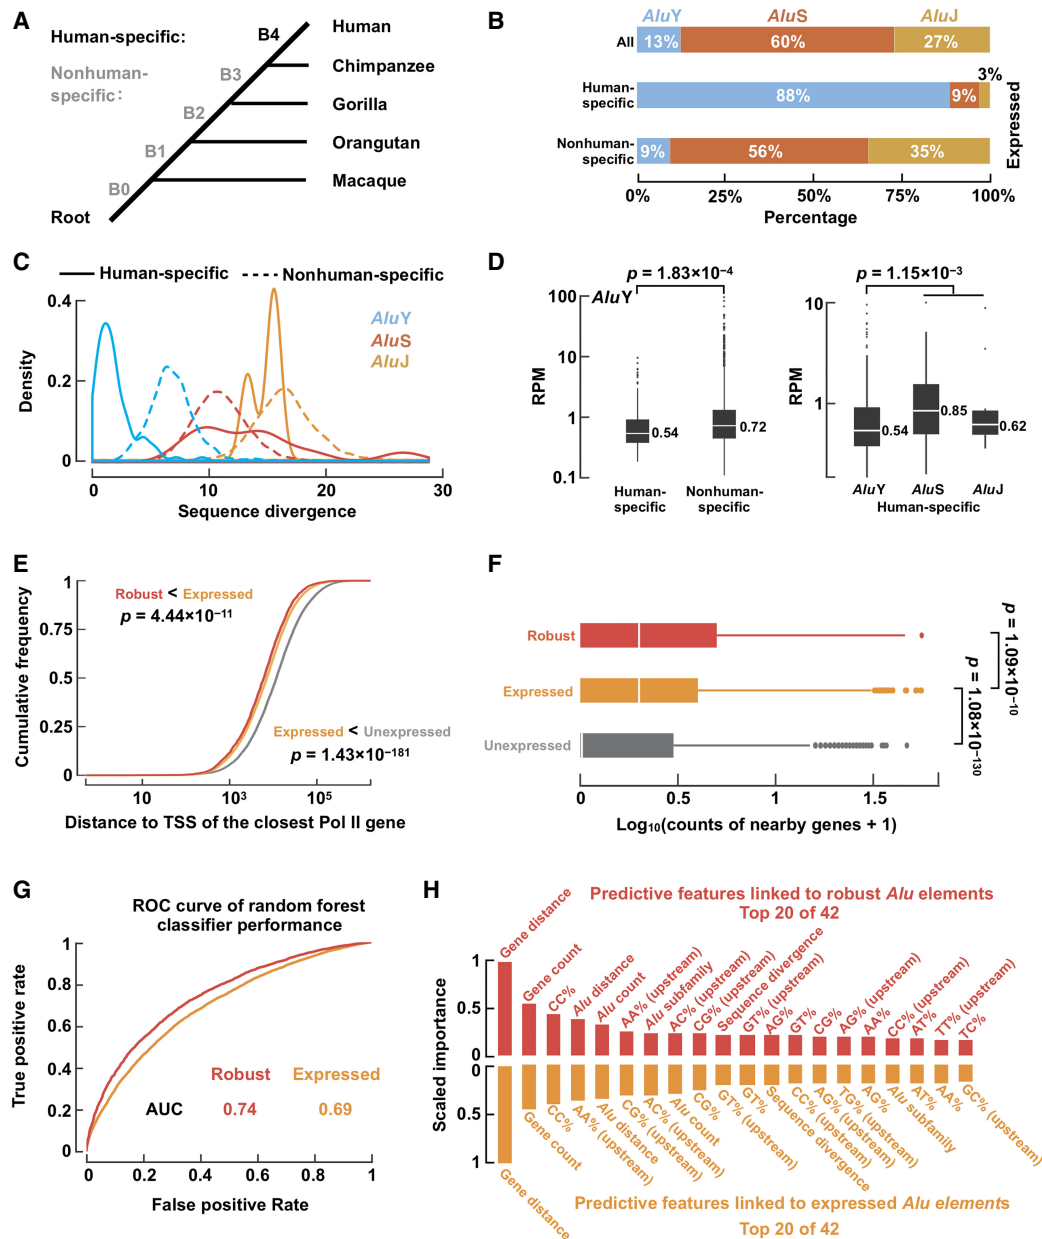 A
Human-specific:
Nonhuman-
specific:
B4
B3
B2
B1
B0
Root
Human
Chimpanzee
Gorilla
Orangutan
Macaque
B
AluY
AluS
AluJ
All
13%
60%
27%
3%
Human-
specific
88%
9%
Nonhuman-
specific
9%
56%
35%
Expressed
0%
25%
50%
75%
100%
Percentage
C
Human-specific
Nonhuman-specific
AluY
AluS
AluJ
0.4
0.2
0
Density
0
10
20
30
Sequence divergence
D
p = 1.83×10−4
AluY
100
10
1
0.1
RPM
0.54
0.72
Human-
specific
Nonhuman-
specific
p = 1.15×10−3
10
1
RPM
0.54
0.85
0.62
AluY
AluS
AluJ
Human-specific
E
1
0.75
0.5
0.25
0
Cumulative frequency
Robust < Expressed
p = 4.44×10−11
Expressed < Unexpressed
p = 1.43×10−181
10
10³
10⁵
Distance to TSS of the closest Pol II gene
F
Robust
Expressed
Unexpressed
p = 1.09×10−10
p = 1.08×10−130
0
0.5
1
1.5
Log₁₀(counts of nearby genes + 1)
G
ROC curve of random forest
classifier performance
1
0.8
0.6
0.4
0.2
0
True positive rate
Robust
Expressed
AUC
0.74
0.69
0
0.2
0.4
0.6
0.8
1
False positive Rate
H
Predictive features linked to robust Alu elements
Top 20 of 42
1
0.5
0
0
0.5
1
Scaled importance
Gene distance
Gene count
CC%
Alu distance
Alu count
AA% (upstream)
Alu subfamily
AC% (upstream)
CG% (upstream)
Sequence divergence
GT% (upstream)
AG%
GT%
CG%
AG% (upstream)
AA%
CC% (upstream)
AT%
TT% (upstream)
TC%
Gene distance
Gene count
CC%
AA% (upstream)
Alu distance
CG% (upstream)
AC% (upstream)
Alu count
CG%
GT% (upstream)
GT%
Sequence divergence
CC% (upstream)
AG% (upstream)
TG% (upstream)
AG%
Alu subfamily
AT%
AA%
GC% (upstream)
Predictive features linked to expressed Alu elements
Top 20 of 42